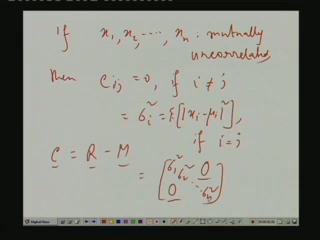 If x₁, x₂, ..., xₙ : mutually
uncorrelated
then Cᵢⱼ = 0, if i ≠ j
= σᵢ² = E[|xᵢ - μᵢ|²],
if i = j
C = R - M
= [σ₁² σ₂² 0
0 ⋱ σₙ²]